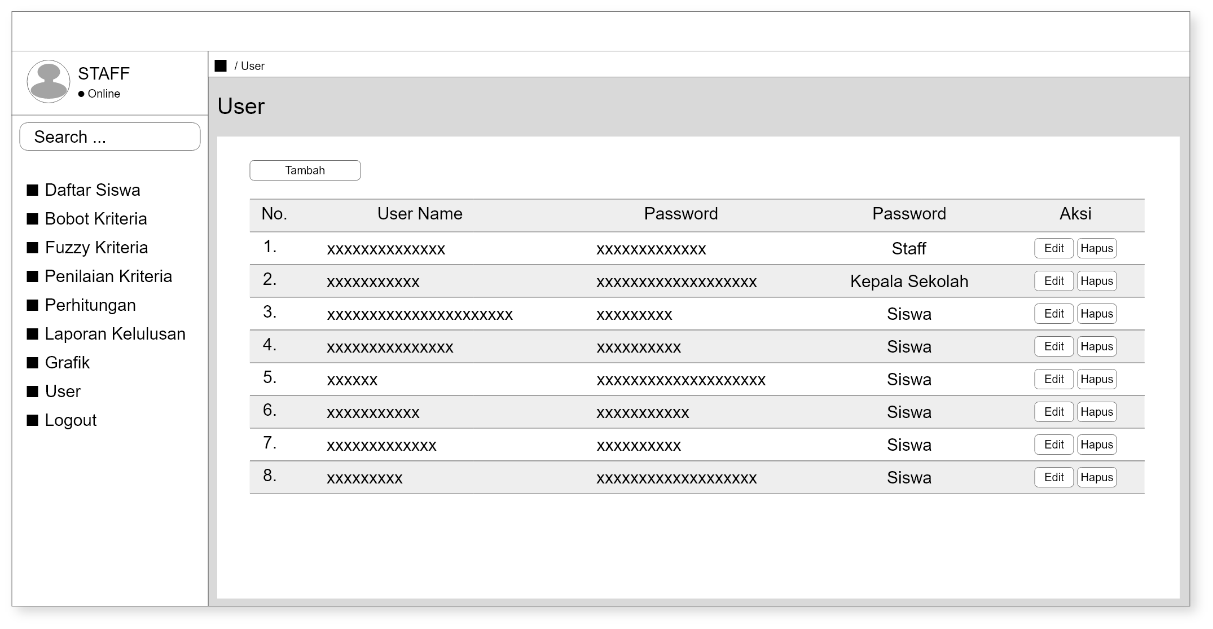 STAFF
● Online
Search ...
Daftar Siswa
Bobot Kriteria
Fuzzy Kriteria
Penilaian Kriteria
Perhitungan
Laporan Kelulusan
Grafik
User
Logout
/ User
User
Tambah
No. User Name Password Password Aksi
1. xxxxxxxxxxxxxx xxxxxxxxxxxxx Staff Edit Hapus
2. xxxxxxxxxxx xxxxxxxxxxxxxxxxxxx Kepala Sekolah Edit Hapus
3. xxxxxxxxxxxxxxxxxxxxxx xxxxxxxxx Siswa Edit Hapus
4. xxxxxxxxxxxxxxx xxxxxxxxxx Siswa Edit Hapus
5. xxxxxx xxxxxxxxxxxxxxxxxxxx Siswa Edit Hapus
6. xxxxxxxxxxx xxxxxxxxxxx Siswa Edit Hapus
7. xxxxxxxxxxxxx xxxxxxxxxx Siswa Edit Hapus
8. xxxxxxxxx xxxxxxxxxxxxxxxxxxx Siswa Edit Hapus